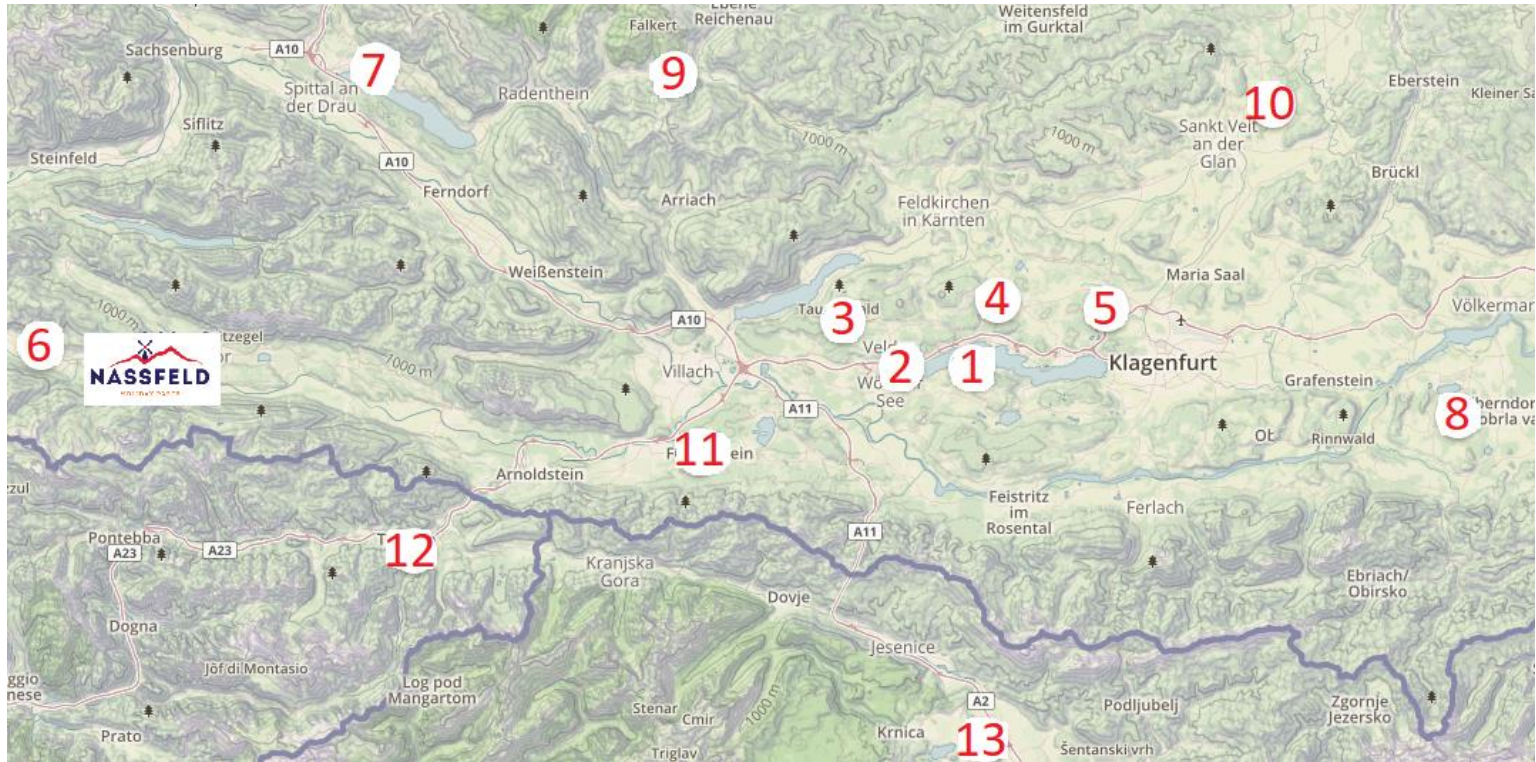 Ebene
Reichenau
Weitensfeld
im Gurktal
Falkert
Sachsenburg
A10
7
9
Spittal an
der Drau
Radenthein
10
Eberstein
Siflitz
1000 m
1000 m
Sankt Veit
an der
Glan
Steinfeld
A10
Ferndorf
Arriach
Brückl
Feldkirchen
in Kärnten
Weißenstein
Maria Saal
1000 m
3
4
5
A10
6
NASSFELD
1000 m
Villach
2
1
Klagenfurt
See
Grafenstein
A11
8
11
Rinnwald
Arnoldstein
Feistritz
im
Rosental
Ferlach
Pontebba
A23
A23
12
A11
Kranjska
Gora
Dovje
Ebriach/
Obirsko
Dogna
Jesenice
Jôf di Montasio
Log pod
Mangartom
A2
Podljubelj
Zgornje
Jezersko
Stenar
Cmir
1000 m
Prato
Krnica
13
Triglav
Šentanski vrh